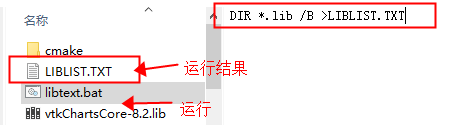 DIR *.lib /B >LIBLIST.TXT
名称
cmake
LIBLIST.TXT 运行结果
libtext.bat
运行
vtkChartsCore-8.2.lib